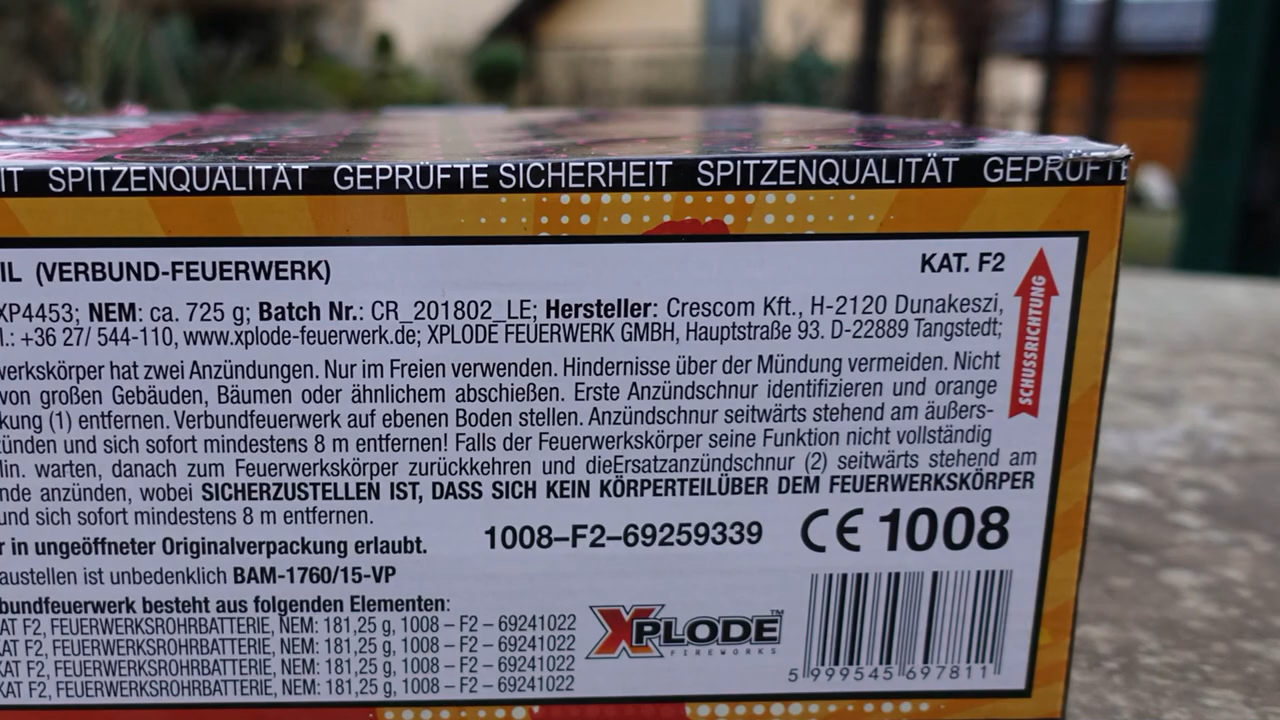 SPITZENQUALITÄT GEPRÜFTE SICHERHEIT SPITZENQUALITÄT GEPRÜFTE
IL (VERBUND-FEUERWERK)
KAT. F2
XP4453; NEM: ca. 725 g; Batch Nr.: CR_201802_LE; Hersteller: Crescom Kft., H-2120 Dunakeszi,
l.: +36 27/ 544-110, www.xplode-feuerwerk.de; XPLODE FEUERWERK GMBH, Hauptstraße 93. D-22889 Tangstedt;
SCHUSSRICHTUNG
werkskörper hat zwei Anzündungen. Nur im Freien verwenden. Hindernisse über der Mündung vermeiden. Nicht
von großen Gebäuden, Bäumen oder ähnlichem abschießen. Erste Anzündschnur identifizieren und orange
kung (1) entfernen. Verbundfeuerwerk auf ebenen Boden stellen. Anzündschnur seitwärts stehend am äußers-
ünden und sich sofort mindestens 8 m entfernen! Falls der Feuerwerkskörper seine Funktion nicht vollständig
lin. warten, danach zum Feuerwerkskörper zurückkehren und dieErsatzanzündschnur (2) seitwärts stehend am
nde anzünden, wobei SICHERZUSTELLEN IST, DASS SICH KEIN KÖRPERTEILÜBER DEM FEUERWERKSKÖRPER
und sich sofort mindestens 8 m entfernen.
r in ungeöffneter Originalverpackung erlaubt.
1008–F2–69259339
CE 1008
austellen ist unbedenklich BAM-1760/15-VP
bundfeuerwerk besteht aus folgenden Elementen:
KAT F2, FEUERWERKSROHRBATTERIE, NEM: 181,25 g, 1008 – F2 – 69241022
KAT F2, FEUERWERKSROHRBATTERIE, NEM: 181,25 g, 1008 – F2 – 69241022
KAT F2, FEUERWERKSROHRBATTERIE, NEM: 181,25 g, 1008 – F2 – 69241022
KAT F2, FEUERWERKSROHRBATTERIE, NEM: 181,25 g, 1008 – F2 – 69241022
XPLODE™
FIREWORKS
5 999545 697811